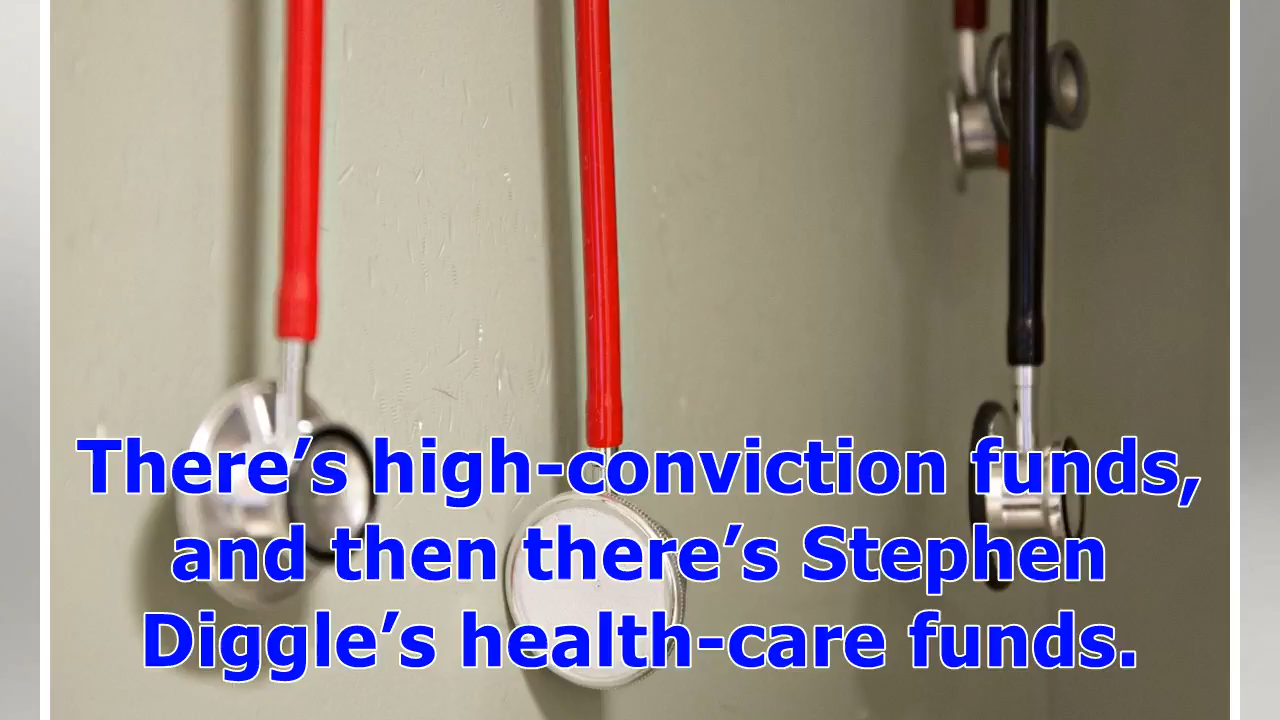 There’s high-conviction funds,
and then there’s Stephen
Diggle’s health-care funds.